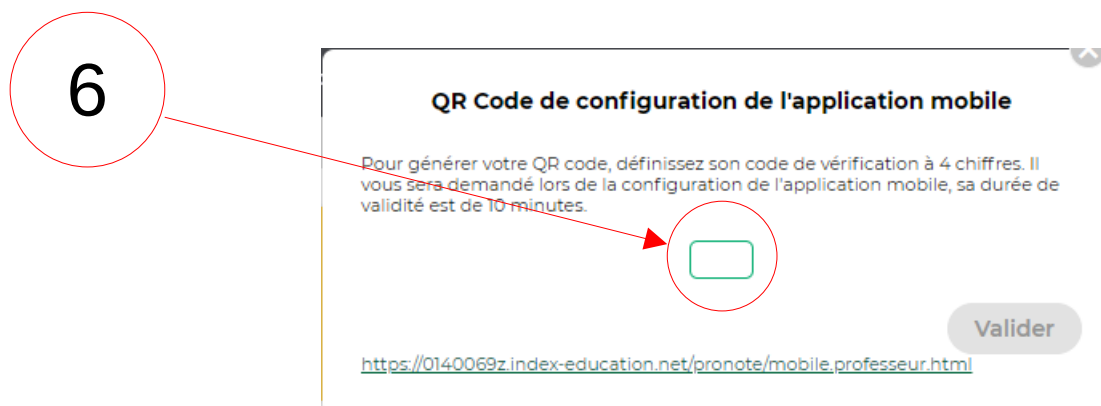 6
QR Code de configuration de l'application mobile
Pour générer votre QR code, définissez son code de vérification à 4 chiffres. Il
vous sera demandé lors de la configuration de l'application mobile, sa durée de
validité est de 10 minutes.
Valider
https://0140069z.index-education.net/pronote/mobile.professeur.html